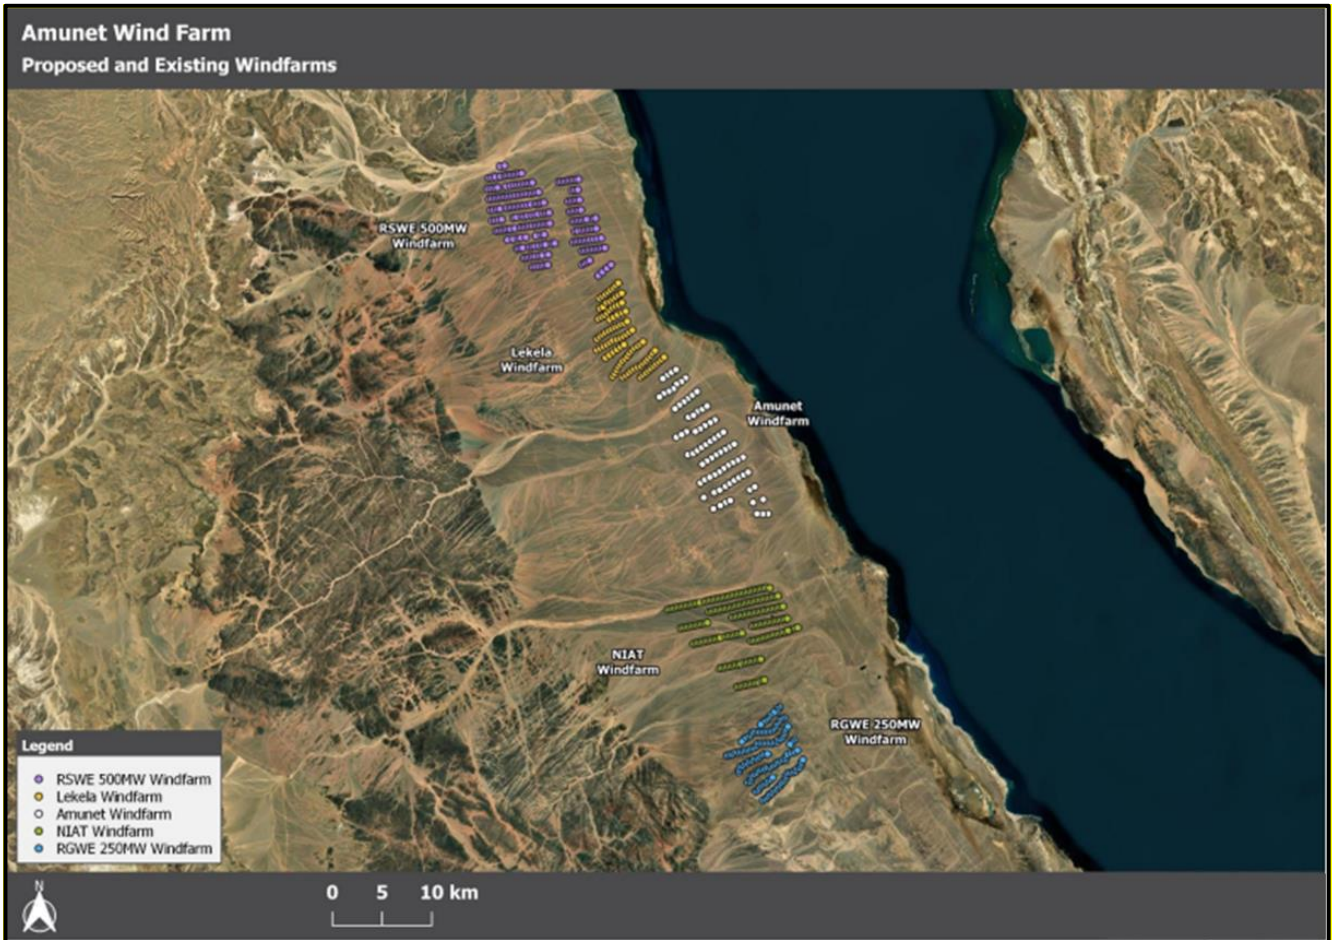 Amunet Wind Farm
Proposed and Existing Windfarms
RSWE 500MW
Windfarm
Lekela
Windfarm
Amunet
Windfarm
NIAT
Windfarm
RGWE 250MW
Windfarm
Legend
RSWE 500MW Windfarm
Lekela Windfarm
Amunet Windfarm
NIAT Windfarm
RGWE 250MW Windfarm
N
0 5 10 km